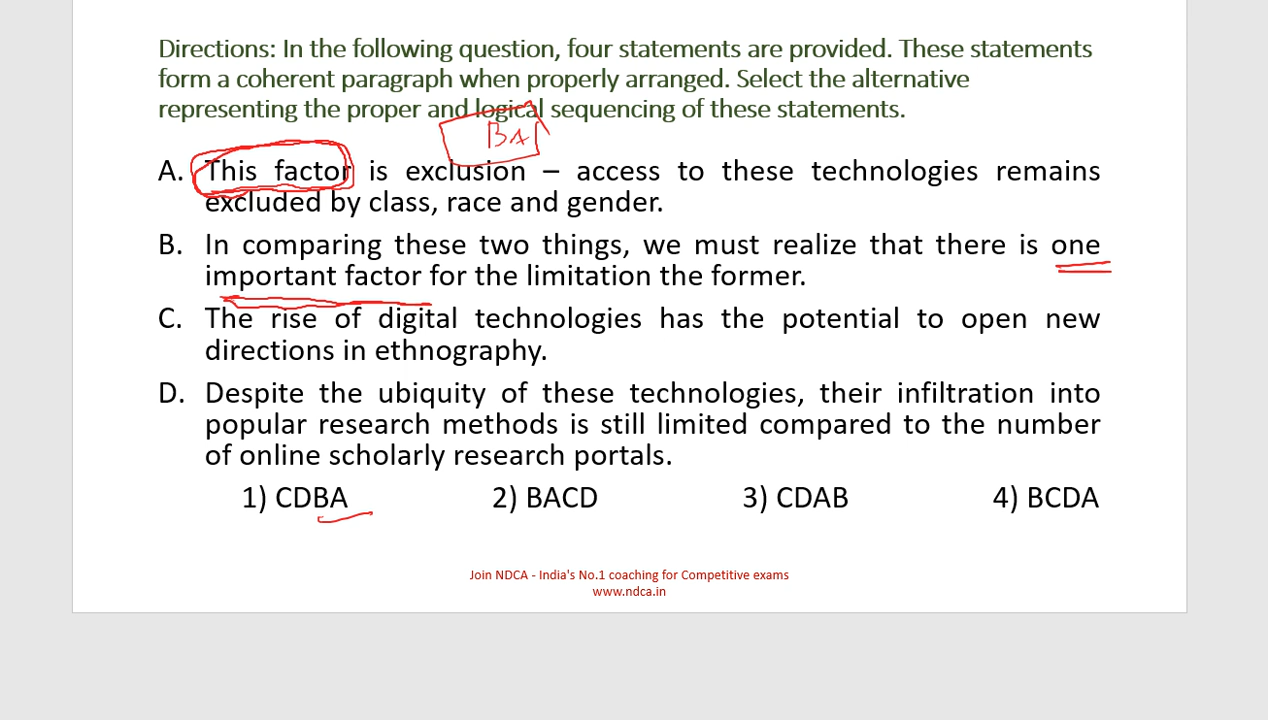 Directions: In the following question, four statements are provided. These statements
form a coherent paragraph when properly arranged. Select the alternative
representing the proper and logical sequencing of these statements.
BA
A. This factor is exclusion – access to these technologies remains
excluded by class, race and gender.
B. In comparing these two things, we must realize that there is one
important factor for the limitation the former.
C. The rise of digital technologies has the potential to open new
directions in ethnography.
D. Despite the ubiquity of these technologies, their infiltration into
popular research methods is still limited compared to the number
of online scholarly research portals.
1) CDBA 2) BACD 3) CDAB 4) BCDA
Join NDCA - India's No.1 coaching for Competitive exams
www.ndca.in